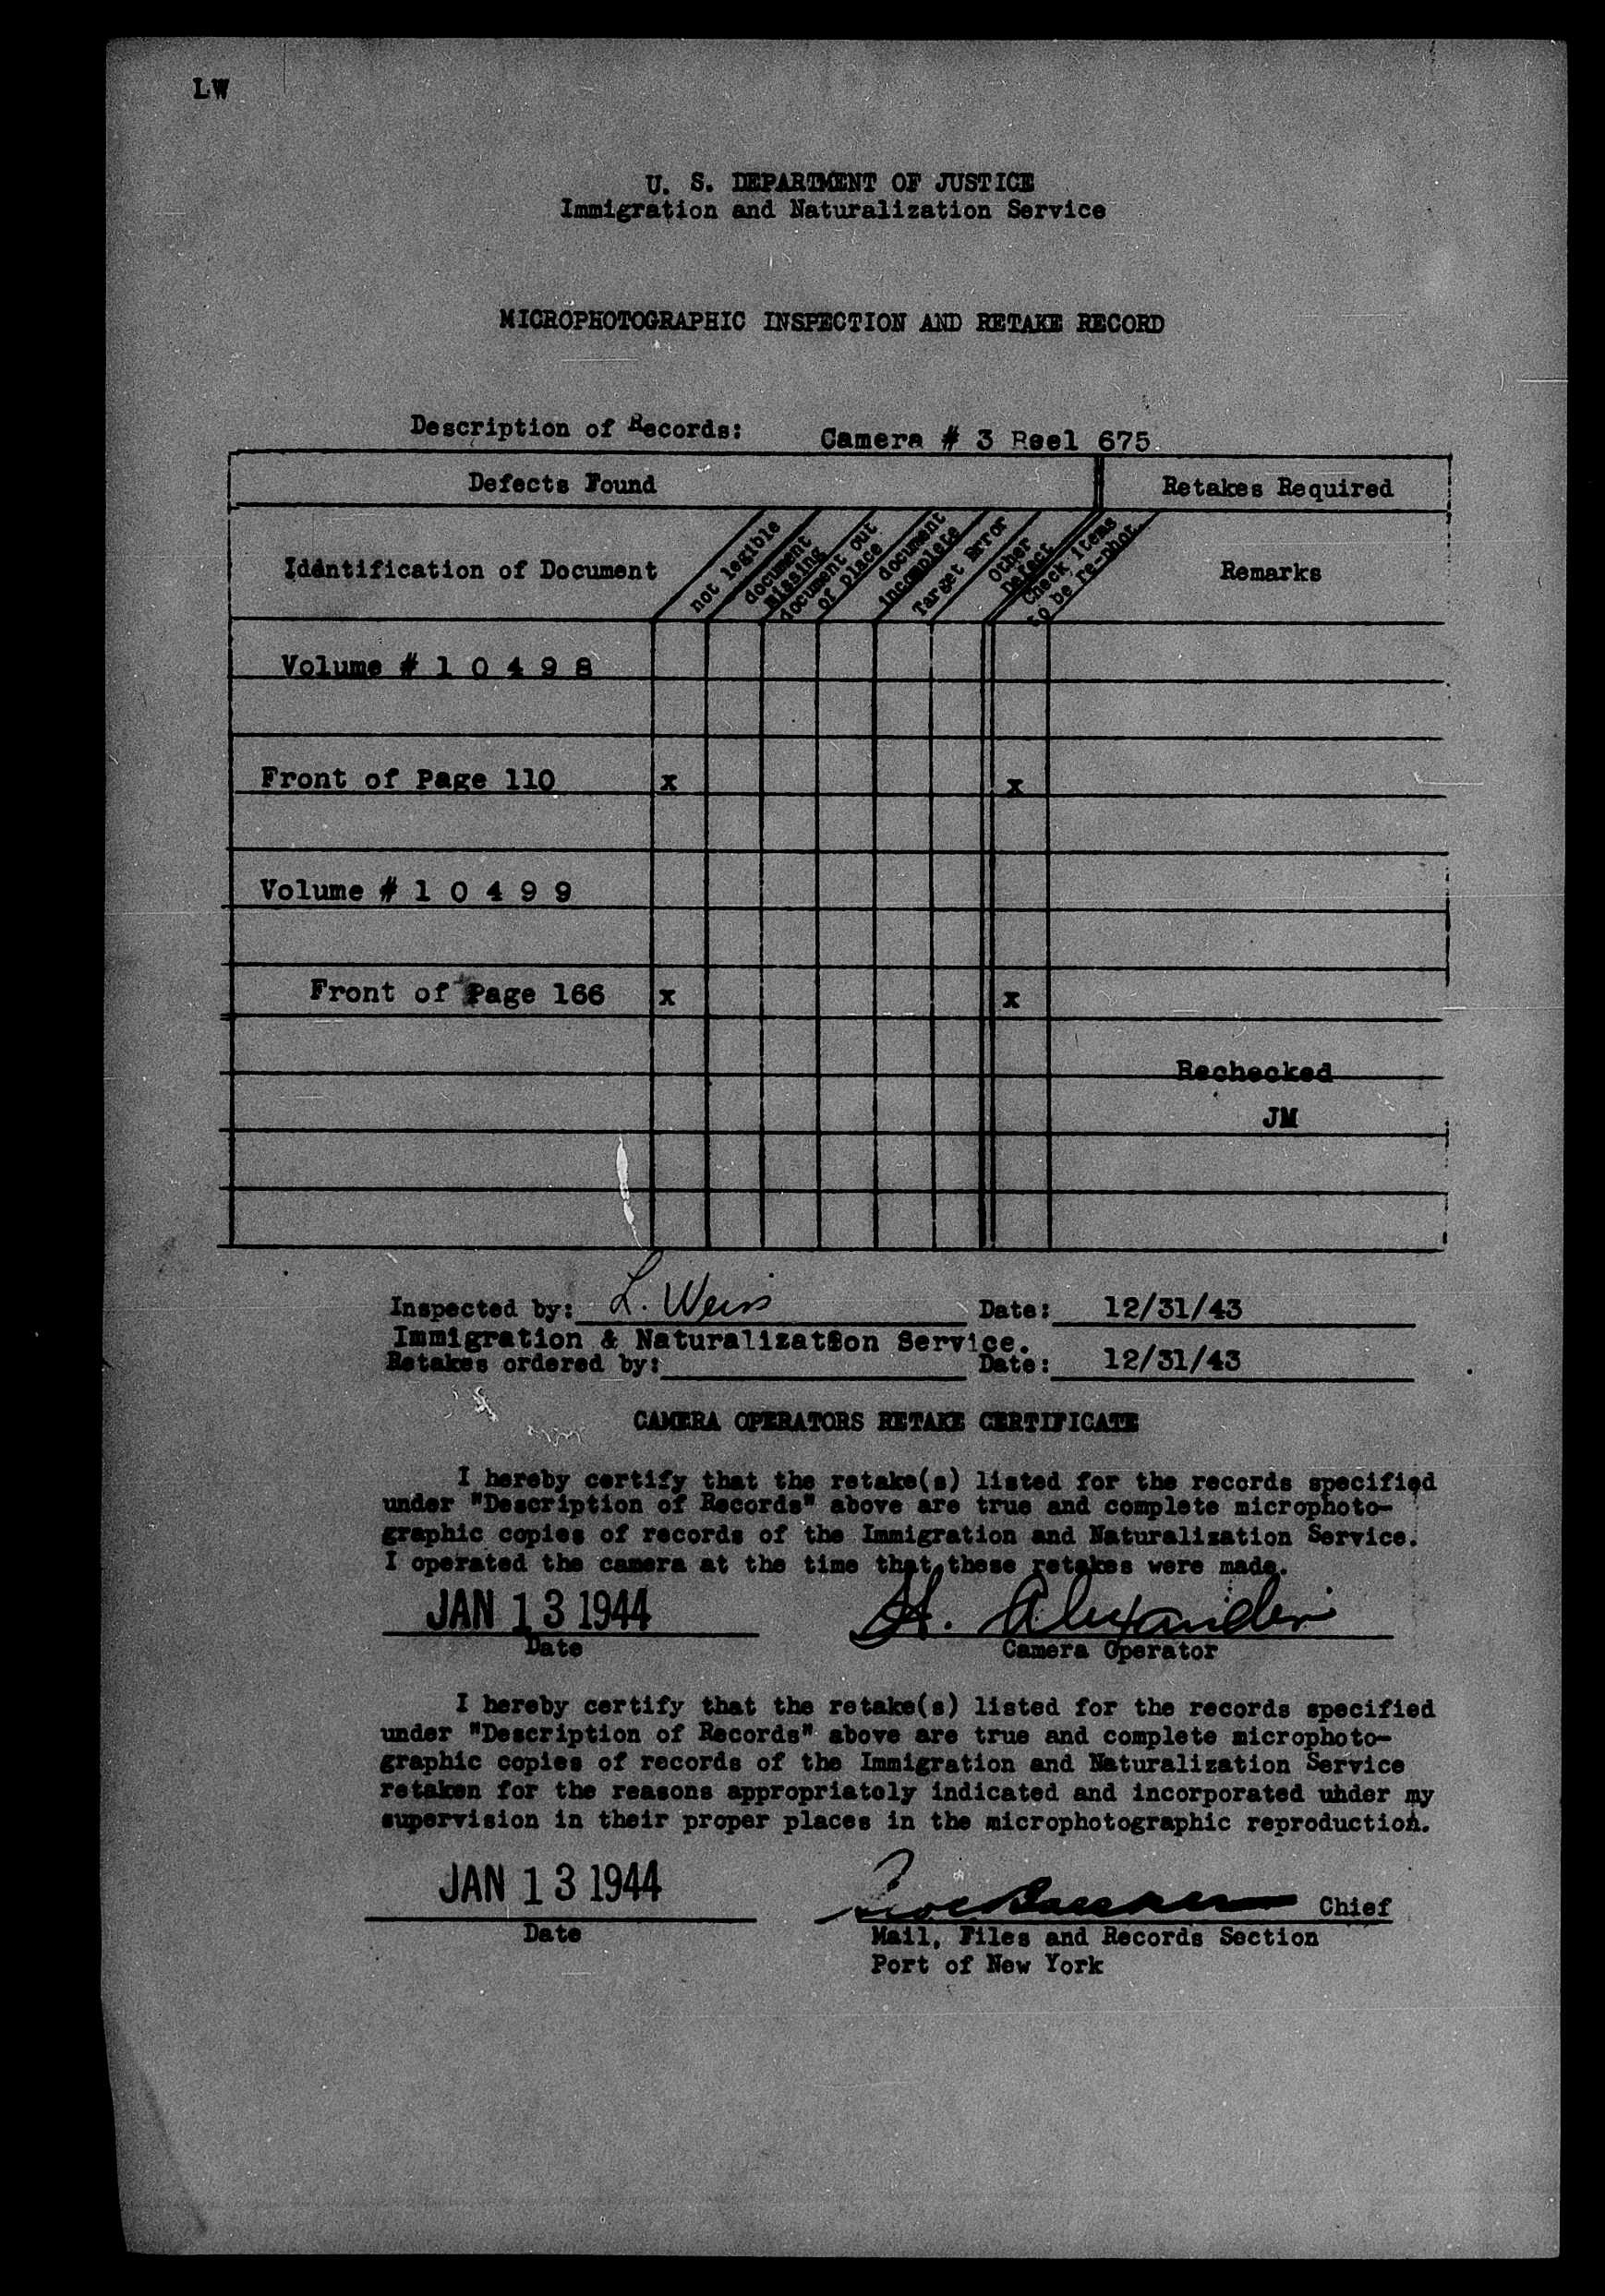 LW
U. S. DEPARTMENT OF JUSTICE
Immigration and Naturalization Service
MICROPHOTOGRAPHIC INSPECTION AND RETAKE RECORD
Description of Records: Camera # 3 Reel 675
Defects Found Retakes Required
Identification of Document
not legible
document
Missing
document out
of place
document
incomplete
Target Error
Other
Defect
Check items
to be re-phot.
Remarks
Volume # 1 0 4 9 8
Front of Page 110 x x
Volume # 1 0 4 9 9
Front of Page 166 x x
Rechecked
JM
Inspected by: L. Weis Date: 12/31/43
Immigration & Naturalization Service.
Retakes ordered by: Date: 12/31/43
CAMERA OPERATORS RETAKE CERTIFICATE
I hereby certify that the retake(s) listed for the records specified
under "Description of Records" above are true and complete microphoto-
graphic copies of records of the Immigration and Naturalization Service.
I operated the camera at the time that these retakes were made.
JAN 13 1944 A. Alexander
Date Camera Operator
I hereby certify that the retake(s) listed for the records specified
under "Description of Records" above are true and complete microphoto-
graphic copies of records of the Immigration and Naturalization Service
retaken for the reasons appropriately indicated and incorporated under my
supervision in their proper places in the microphotographic reproduction.
JAN 13 1944 Chief
Date Mail, Files and Records Section
Port of New York